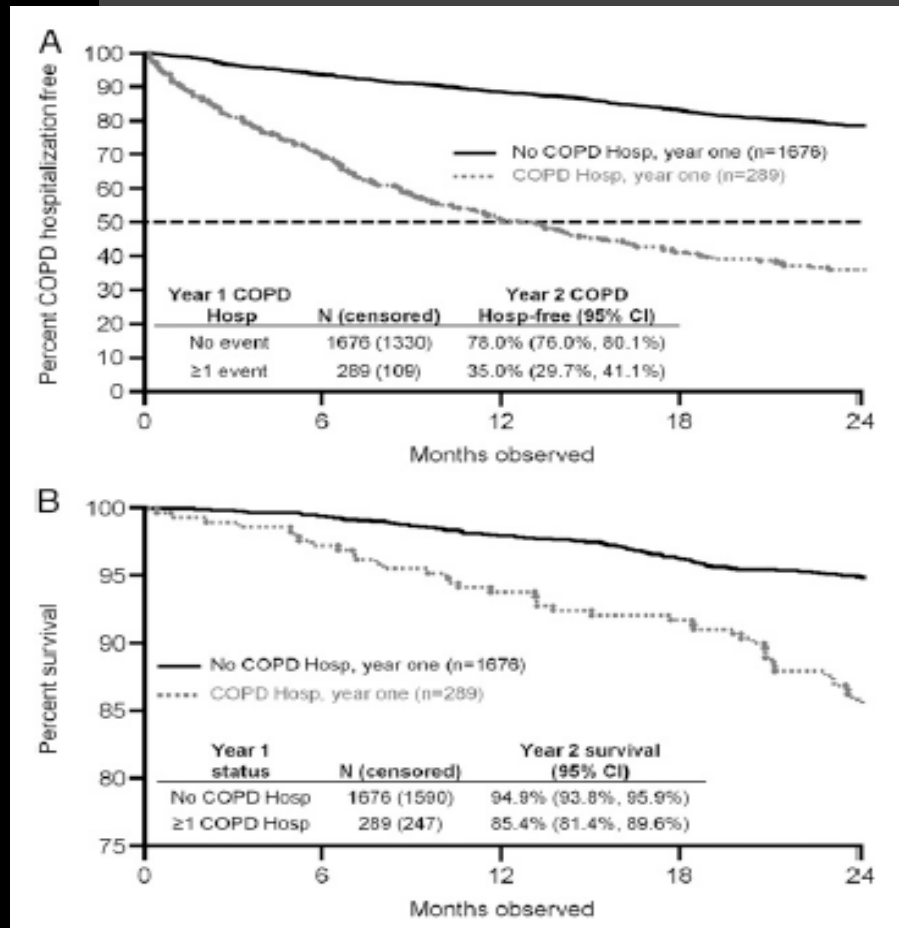 A
Percent COPD hospitalization free
100
90
80
70
60
50
40
30
20
10
0
No COPD Hosp, year one (n=1676)
COPD Hosp, year one (n=289)
Year 1 COPD Hosp N (censored) Year 2 COPD Hosp-free (95% CI)
No event 1676 (1330) 78.0% (76.0%, 80.1%)
≥1 event 289 (109) 35.0% (29.7%, 41.1%)
0 6 12 18 24
Months observed
B
Percent survival
100
95
90
85
80
75
No COPD Hosp, year one (n=1676)
COPD Hosp, year one (n=289)
Year 1 status N (censored) Year 2 survival (95% CI)
No COPD Hosp 1676 (1590) 94.9% (93.8%, 95.9%)
≥1 COPD Hosp 289 (247) 85.4% (81.4%, 89.6%)
0 6 12 18 24
Months observed